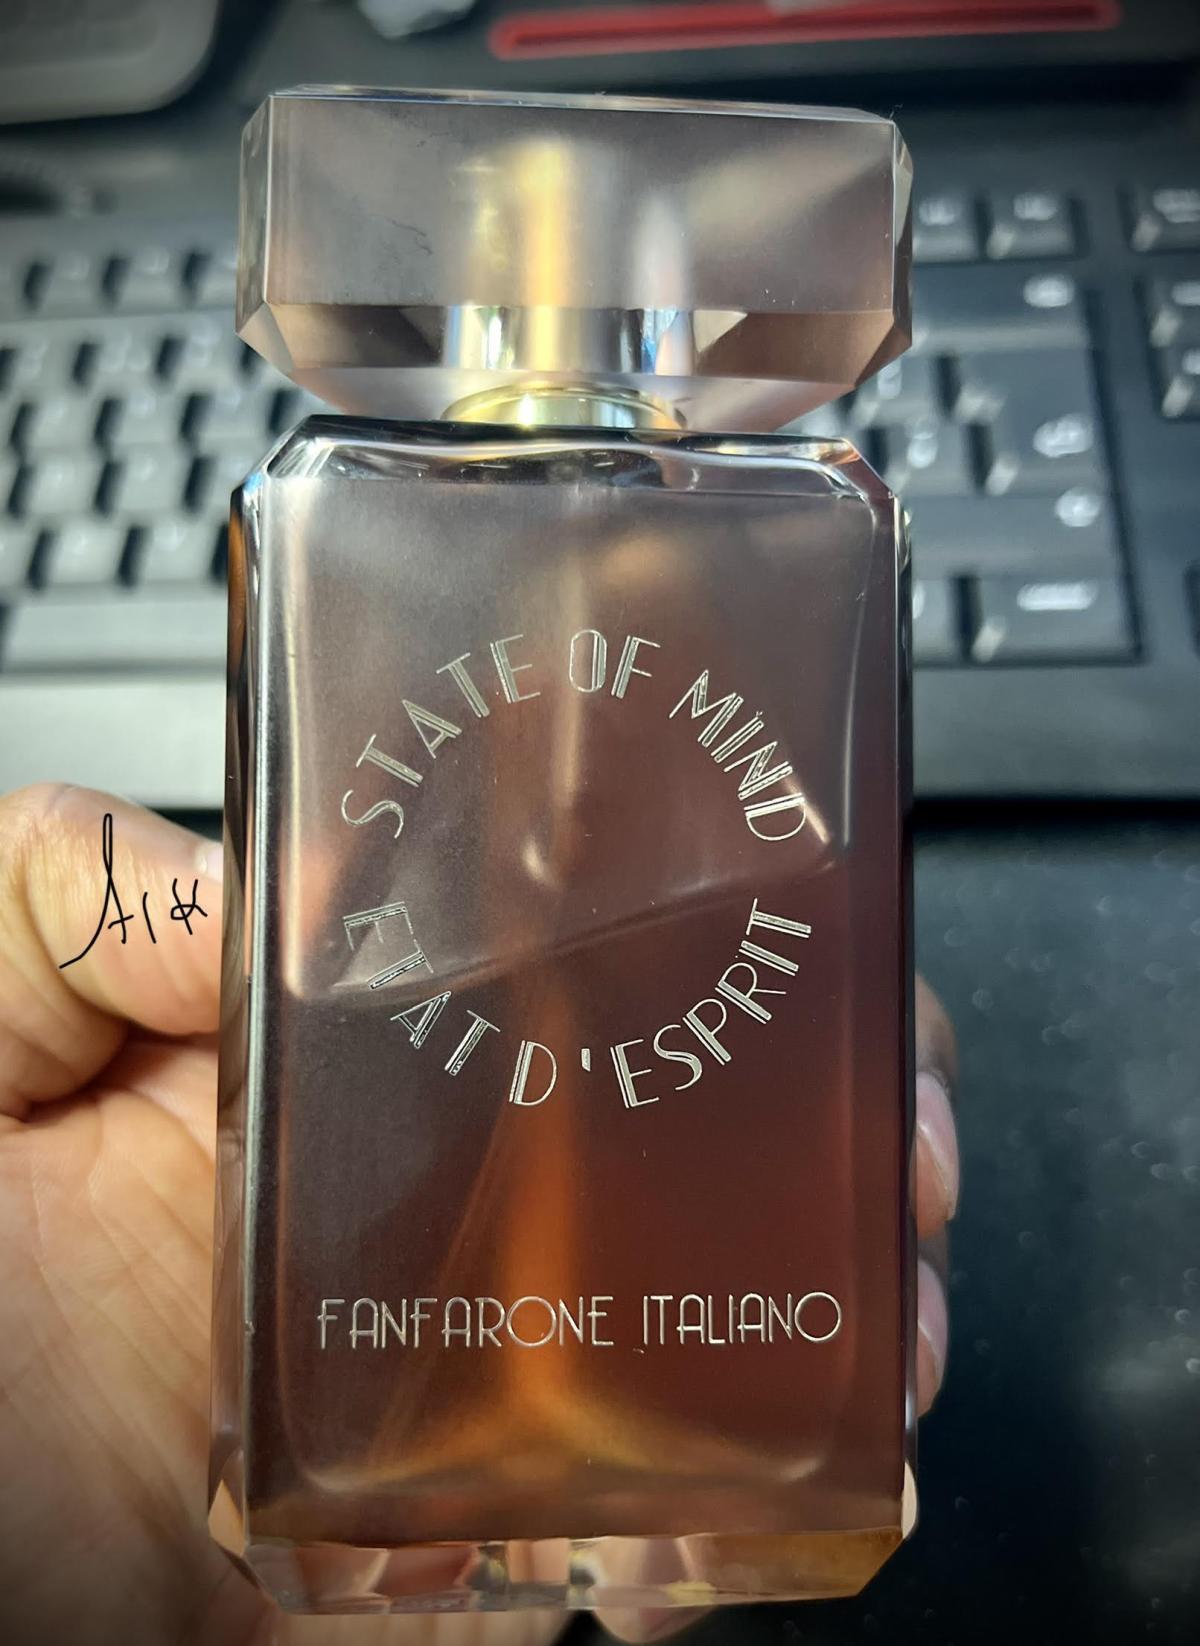 STATE OF MIND
ETAT D'ESPRIT
FANFARONE ITALIANO